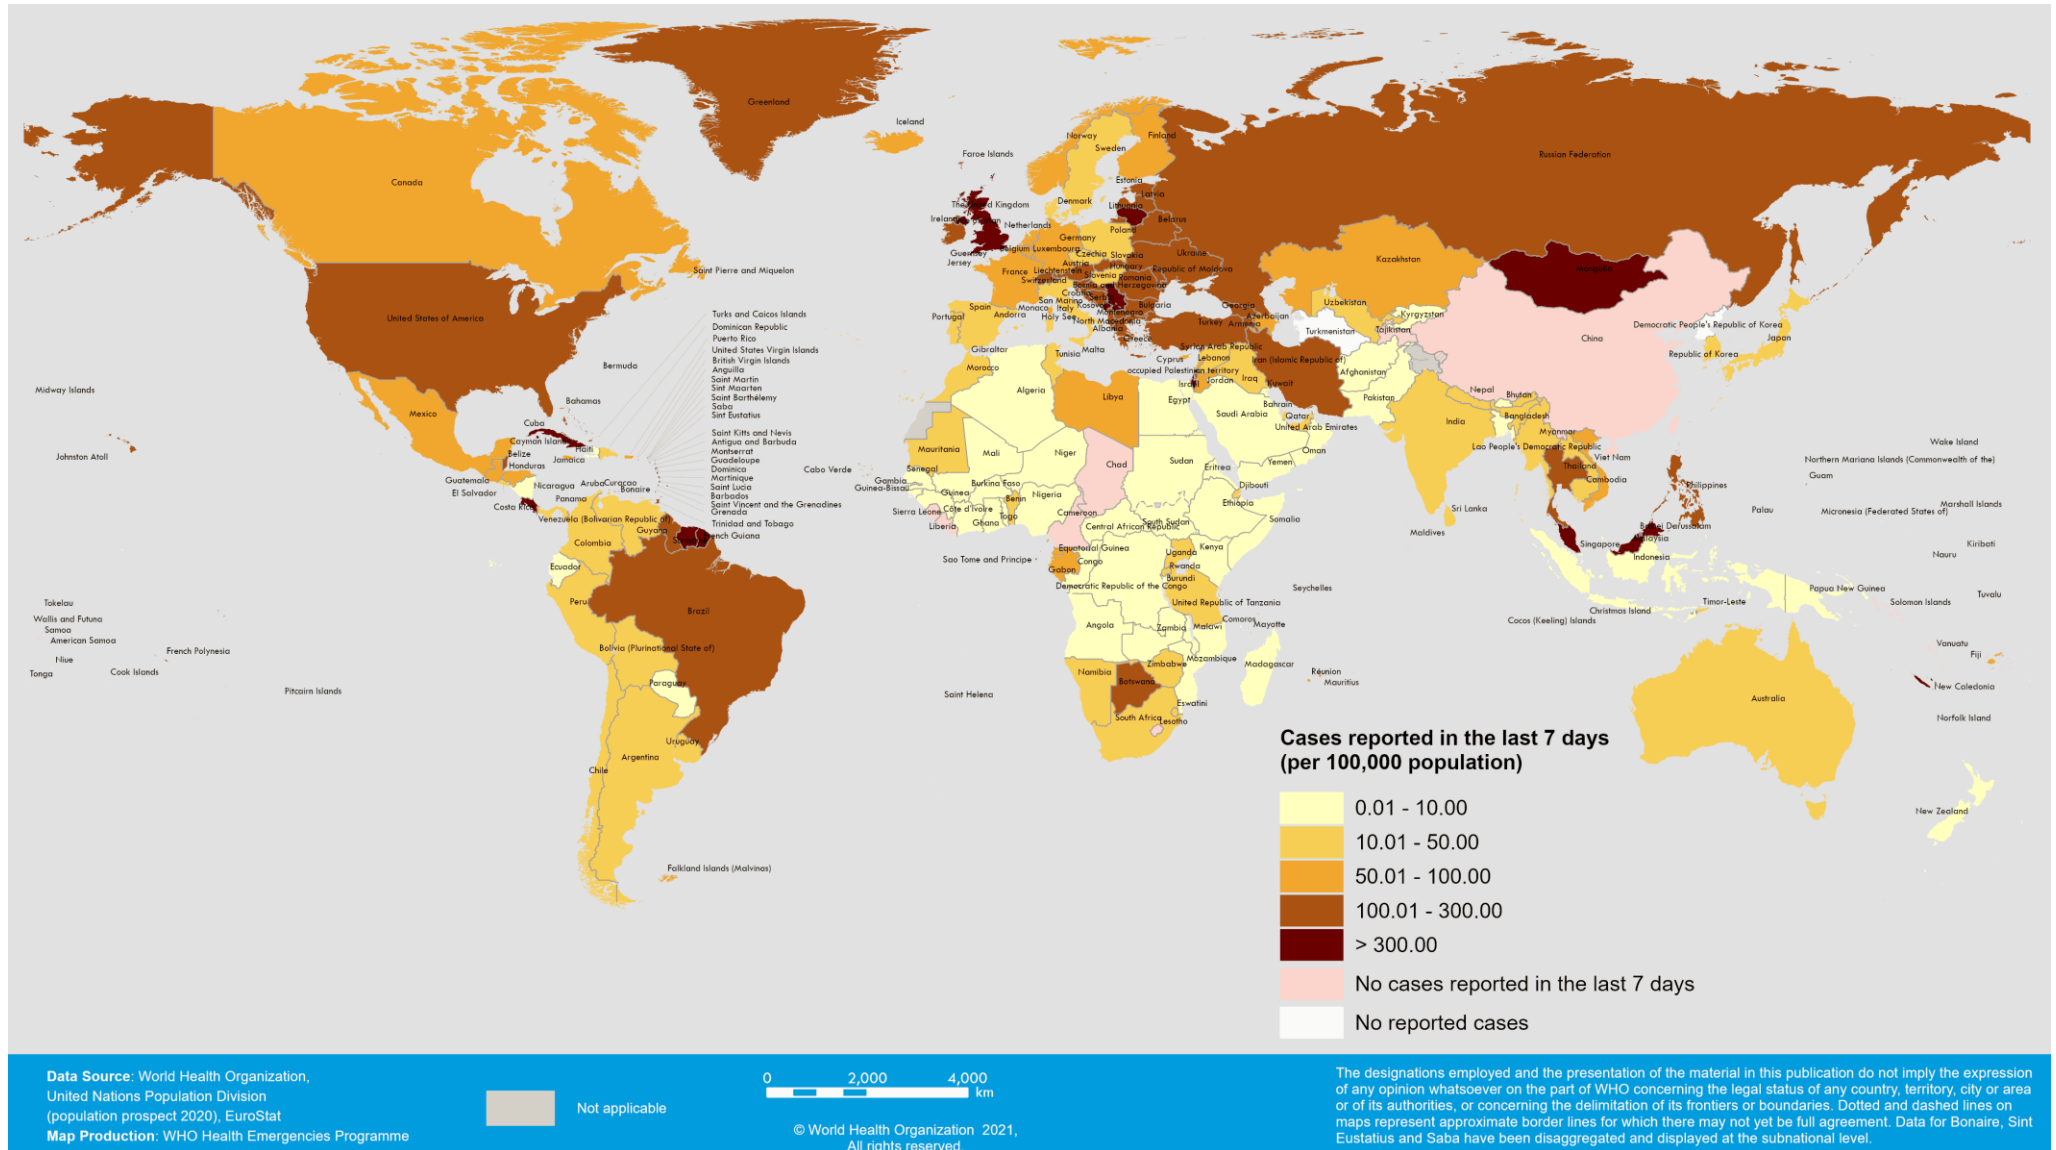 Greenland
Iceland
Faroe Islands
Norway
Finland
Sweden
Russian Federation
Estonia
Latvia
Canada
Denmark
Lithuania
The United Kingdom
Ireland
Belarus
Netherlands
Poland
Germany
Guernsey
Belgium
Luxembourg
Jersey
Czechia
Slovakia
Ukraine
Austria
Hungary
Kazakhstan
Mongolia
Saint Pierre and Miquelon
France
Liechtenstein
Slovenia
Republic of Moldova
Switzerland
Romania
Bosnia and Herzegovina
Croatia
Serbia
San Marino
Monaco
Italy
Kosovo
Bulgaria
Georgia
Uzbekistan
Spain
Andorra
Holy See
Montenegro
Kyrgyzstan
Portugal
North Macedonia
Azerbaijan
Albania
Turkey
Armenia
Turkmenistan
Tajikistan
Democratic People's Republic of Korea
United States of America
Turks and Caicos Islands
Dominican Republic
Puerto Rico
United States Virgin Islands
British Virgin Islands
Anguilla
Saint Martin
Sint Maarten
Saint Barthélemy
Saba
Sint Eustatius
Greece
China
Japan
Gibraltar
Malta
Tunisia
Syrian Arab Republic
Cyprus
Lebanon
Iran (Islamic Republic of)
Republic of Korea
Bermuda
Morocco
occupied Palestinian territory
Israel
Jordan
Iraq
Kuwait
Afghanistan
Midway Islands
Algeria
Libya
Egypt
Pakistan
Nepal
Bhutan
Bahamas
Bahrain
Saudi Arabia
Qatar
Mexico
Cuba
India
Bangladesh
United Arab Emirates
Myanmar
Cayman Islands
Saint Kitts and Nevis
Antigua and Barbuda
Montserrat
Guadeloupe
Dominica
Martinique
Saint Lucia
Barbados
Saint Vincent and the Grenadines
Grenada
Trinidad and Tobago
Haiti
Belize
Jamaica
Honduras
Johnston Atoll
Cabo Verde
Mauritania
Mali
Niger
Chad
Sudan
Oman
Yemen
Eritrea
Lao People's Democratic Republic
Viet Nam
Thailand
Wake Island
Northern Mariana Islands (Commonwealth of the)
Guam
Guatemala
El Salvador
Nicaragua
Aruba
Curacao
Bonaire
Senegal
Gambia
Guinea-Bissau
Burkina Faso
Guinea
Benin
Nigeria
Djibouti
Cambodia
Philippines
Costa Rica
Panama
Venezuela (Bolivarian Republic of)
Guyana
French Guiana
Sierra Leone
Côte d'Ivoire
Liberia
Ghana
Togo
Cameroon
Central African Republic
South Sudan
Ethiopia
Somalia
Sri Lanka
Maldives
Palau
Marshall Islands
Micronesia (Federated States of)
Brunei Darussalam
Malaysia
Singapore
Kiribati
Nauru
Colombia
Ecuador
Sao Tome and Principe
Equatorial Guinea
Gabon
Congo
Uganda
Kenya
Rwanda
Burundi
Democratic Republic of the Congo
Indonesia
Seychelles
Papua New Guinea
Tuvalu
Tokelau
Wallis and Futuna
Samoa
American Samoa
Peru
Brazil
United Republic of Tanzania
Timor-Leste
Solomon Islands
Christmas Island
Cocos (Keeling) Islands
Angola
Zambia
Malawi
Comoros
Mayotte
French Polynesia
Niue
Tonga
Cook Islands
Pitcairn Islands
Bolivia (Plurinational State of)
Paraguay
Vanuatu
Fiji
Saint Helena
Namibia
Botswana
Zimbabwe
Mozambique
Madagascar
Réunion
Mauritius
New Caledonia
Australia
Norfolk Island
Eswatini
South Africa
Lesotho
Uruguay
Argentina
Chile
New Zealand
Falkland Islands (Malvinas)
Cases reported in the last 7 days
(per 100,000 population)
0.01 - 10.00
10.01 - 50.00
50.01 - 100.00
100.01 - 300.00
> 300.00
No cases reported in the last 7 days
No reported cases
Data Source: World Health Organization,
United Nations Population Division
(population prospect 2020), EuroStat
Map Production: WHO Health Emergencies Programme
Not applicable
0 2,000 4,000
km
© World Health Organization 2021,
All rights reserved
The designations employed and the presentation of the material in this publication do not imply the expression
of any opinion whatsoever on the part of WHO concerning the legal status of any country, territory, city or area
or of its authorities, or concerning the delimitation of its frontiers or boundaries. Dotted and dashed lines on
maps represent approximate border lines for which there may not yet be full agreement. Data for Bonaire, Sint
Eustatius and Saba have been disaggregated and displayed at the subnational level.